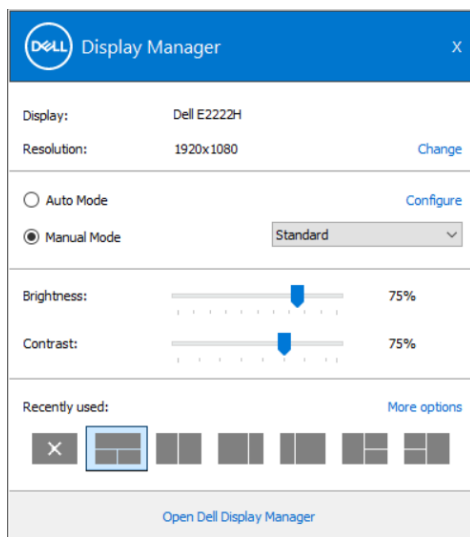 DELL Display Manager X
Display: Dell E2222H
Resolution: 1920x1080 Change
Auto Mode Configure
Manual Mode Standard
Brightness: 75%
Contrast: 75%
Recently used: More options
Open Dell Display Manager